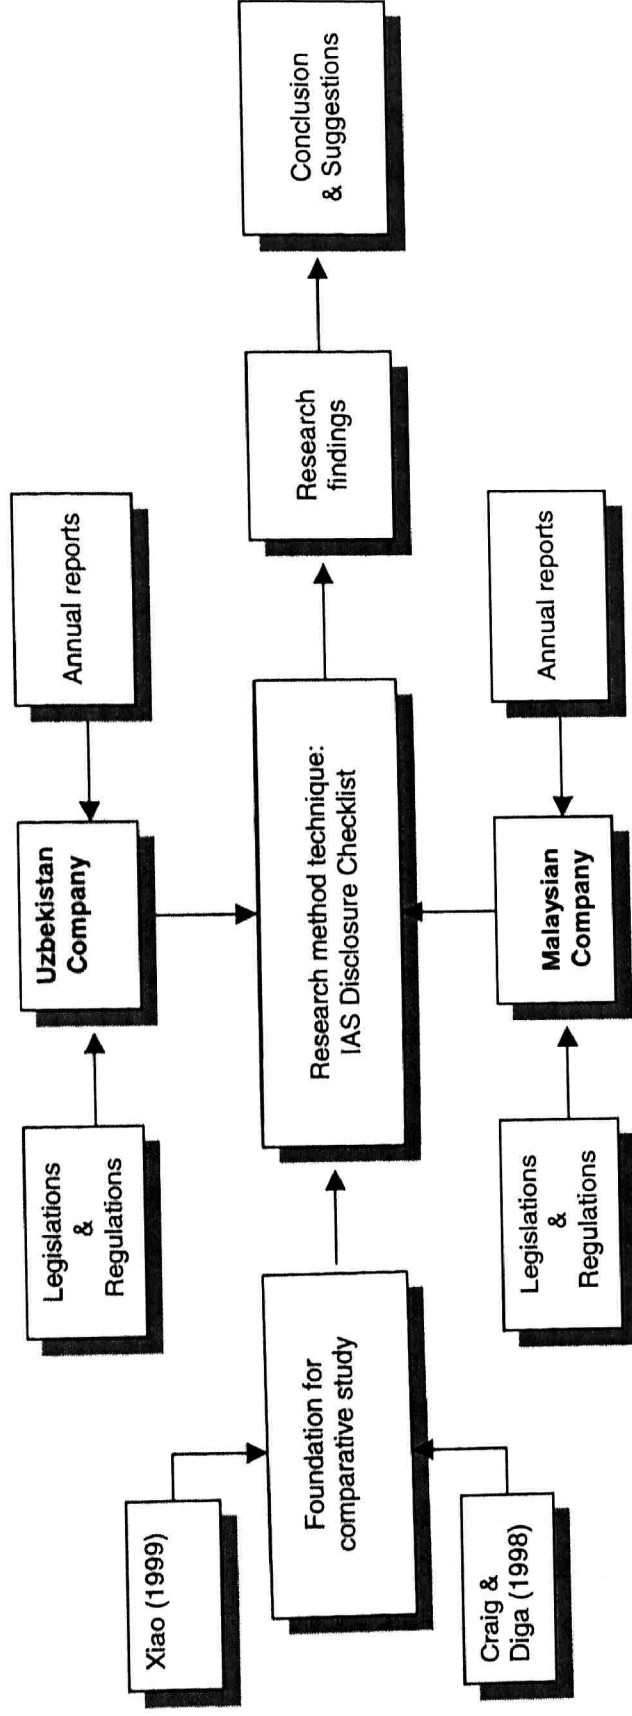 Xiao (1999)
Craig &
Diga (1998)
Foundation for
comparative study
Legislations
&
Regulations
Uzbekistan
Company
Annual reports
Research method technique:
IAS Disclosure Checklist
Legislations
&
Regulations
Malaysian
Company
Annual reports
Research
findings
Conclusion
& Suggestions